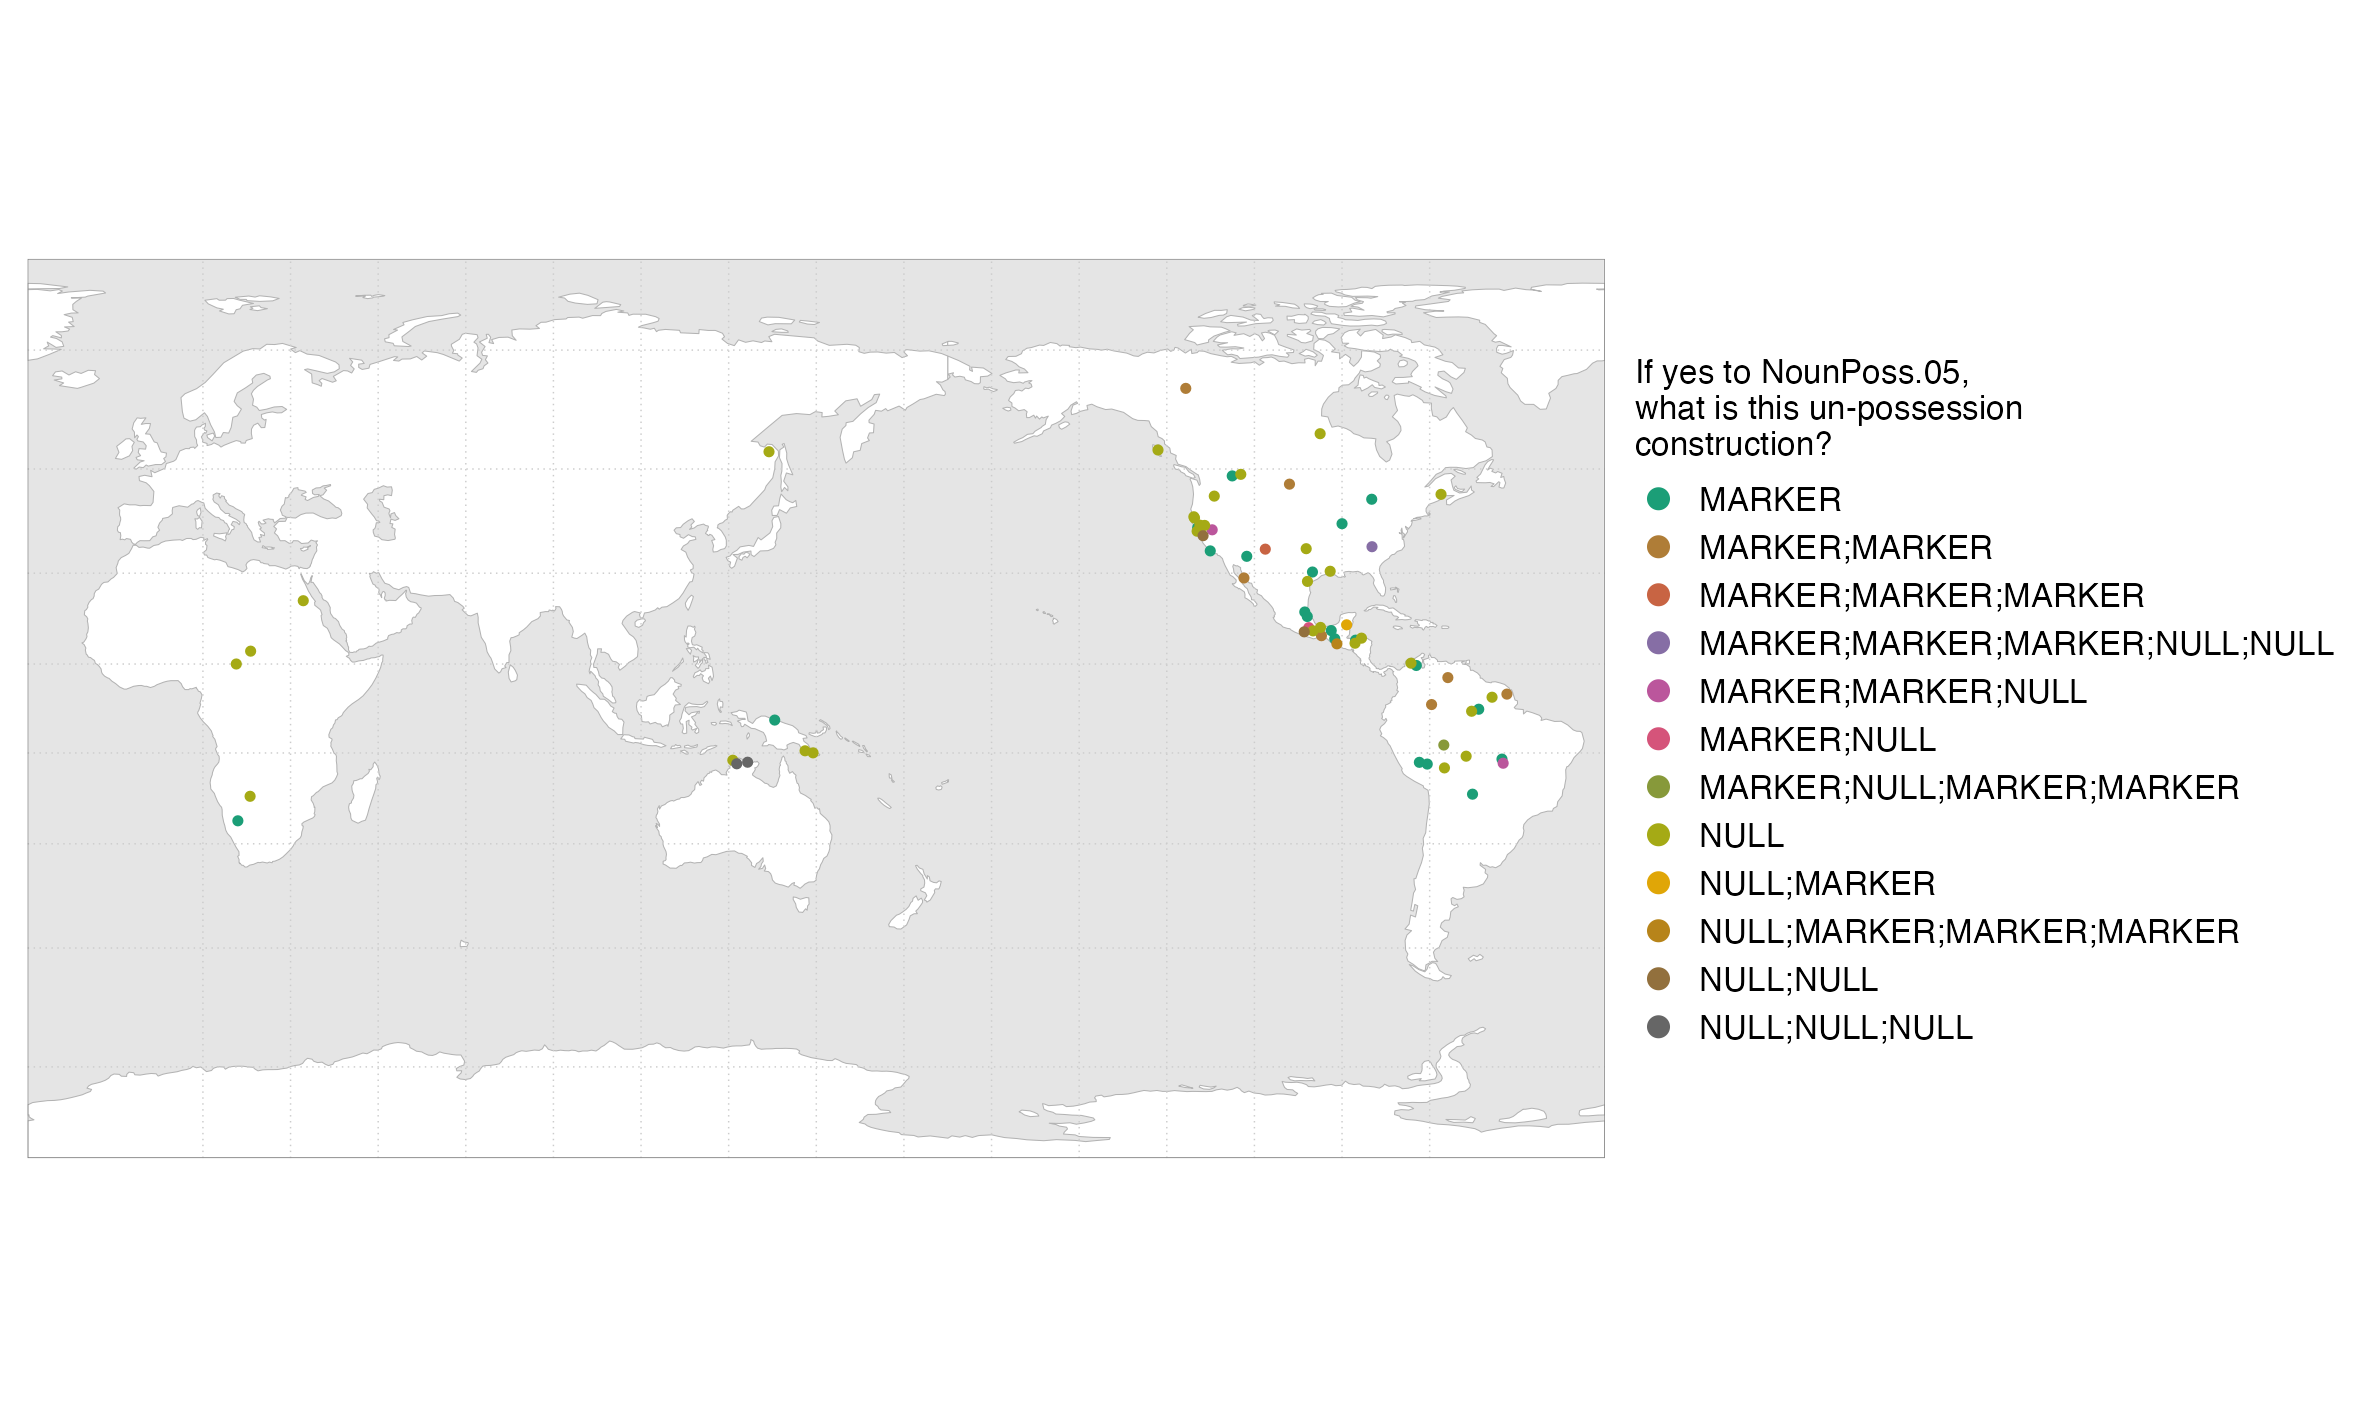 If yes to NounPoss.05,
what is this un-possession
construction?
MARKER
MARKER;MARKER
MARKER;MARKER;MARKER
MARKER;MARKER;MARKER;NULL;NULL
MARKER;MARKER;NULL
MARKER;NULL
MARKER;NULL;MARKER;MARKER
NULL
NULL;MARKER
NULL;MARKER;MARKER;MARKER
NULL;NULL
NULL;NULL;NULL